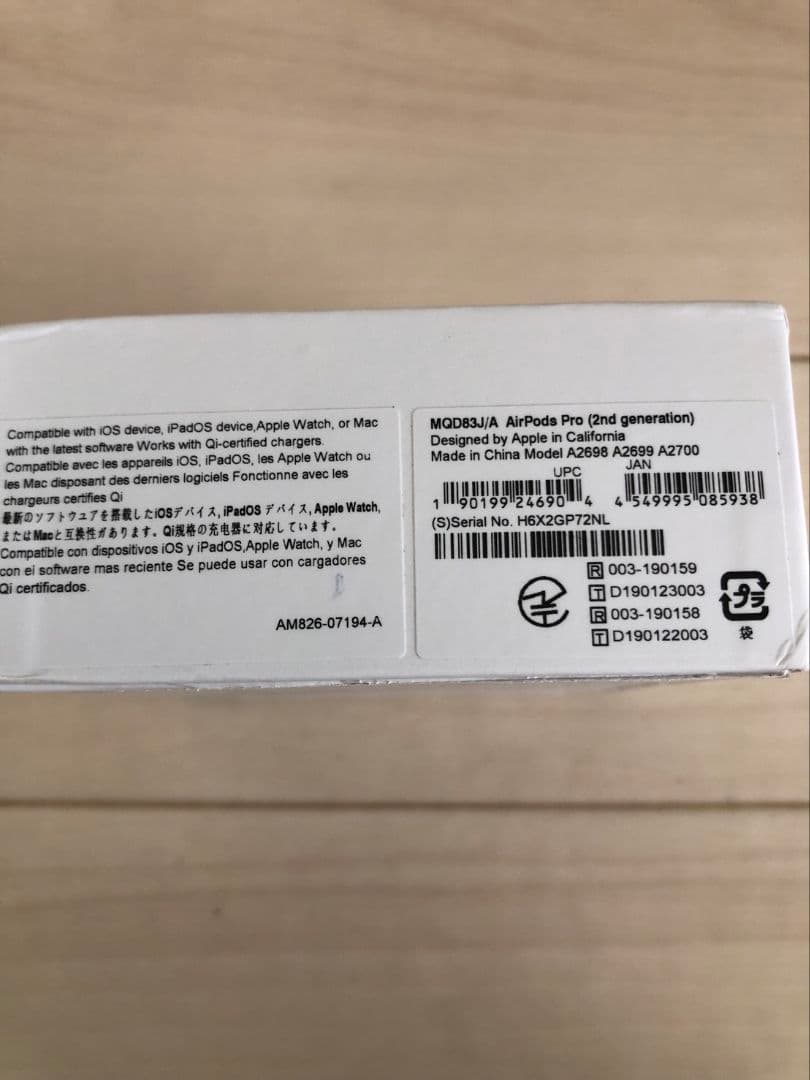 Compatible with iOS device, iPadOS device,Apple Watch, or Mac
with the latest software Works with Qi-certified chargers.
Compatible avec les appareils iOS, iPadOS, les Apple Watch ou
les Mac disposant des derniers logiciels Fonctionne avec les
chargeurs certifies Qi
最新のソフトウユアを搭載したiOSデバイス, iPadOS デバイス, Apple Watch,
またはMacと互換性があります。Qi規格の充電器に対応しています。
Compatible con dispositivos iOS y iPadOS,Apple Watch, y Mac
con ei software mas reciente Se puede usar con cargadores
Qi certificados.
AM826-07194-A
MQD83J/A AirPods Pro (2nd generation)
Designed by Apple in California
Made in China Model A2698 A2699 A2700
UPC JAN
1 90199 24690 4 4 549995 085938
(S)Serial No. H6X2GP72NL
R 003-190159
T D190123003
R 003-190158
T D190122003
プラ
袋